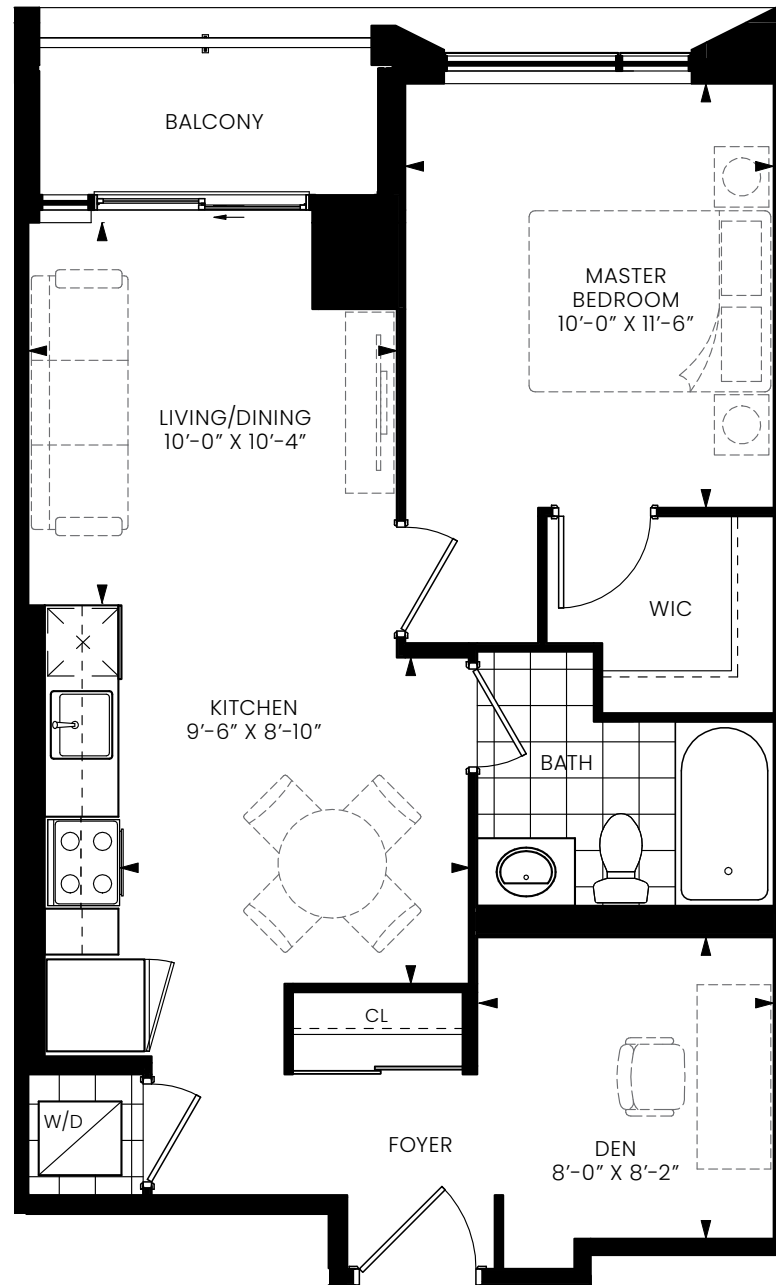 BALCONY
MASTER
BEDROOM
10’-0” X 11’-6”
LIVING/DINING
10’-0” X 10’-4”
WIC
KITCHEN
9’-6” X 8’-10”
BATH
CL
W/D
FOYER
DEN
8’-0” X 8’-2”